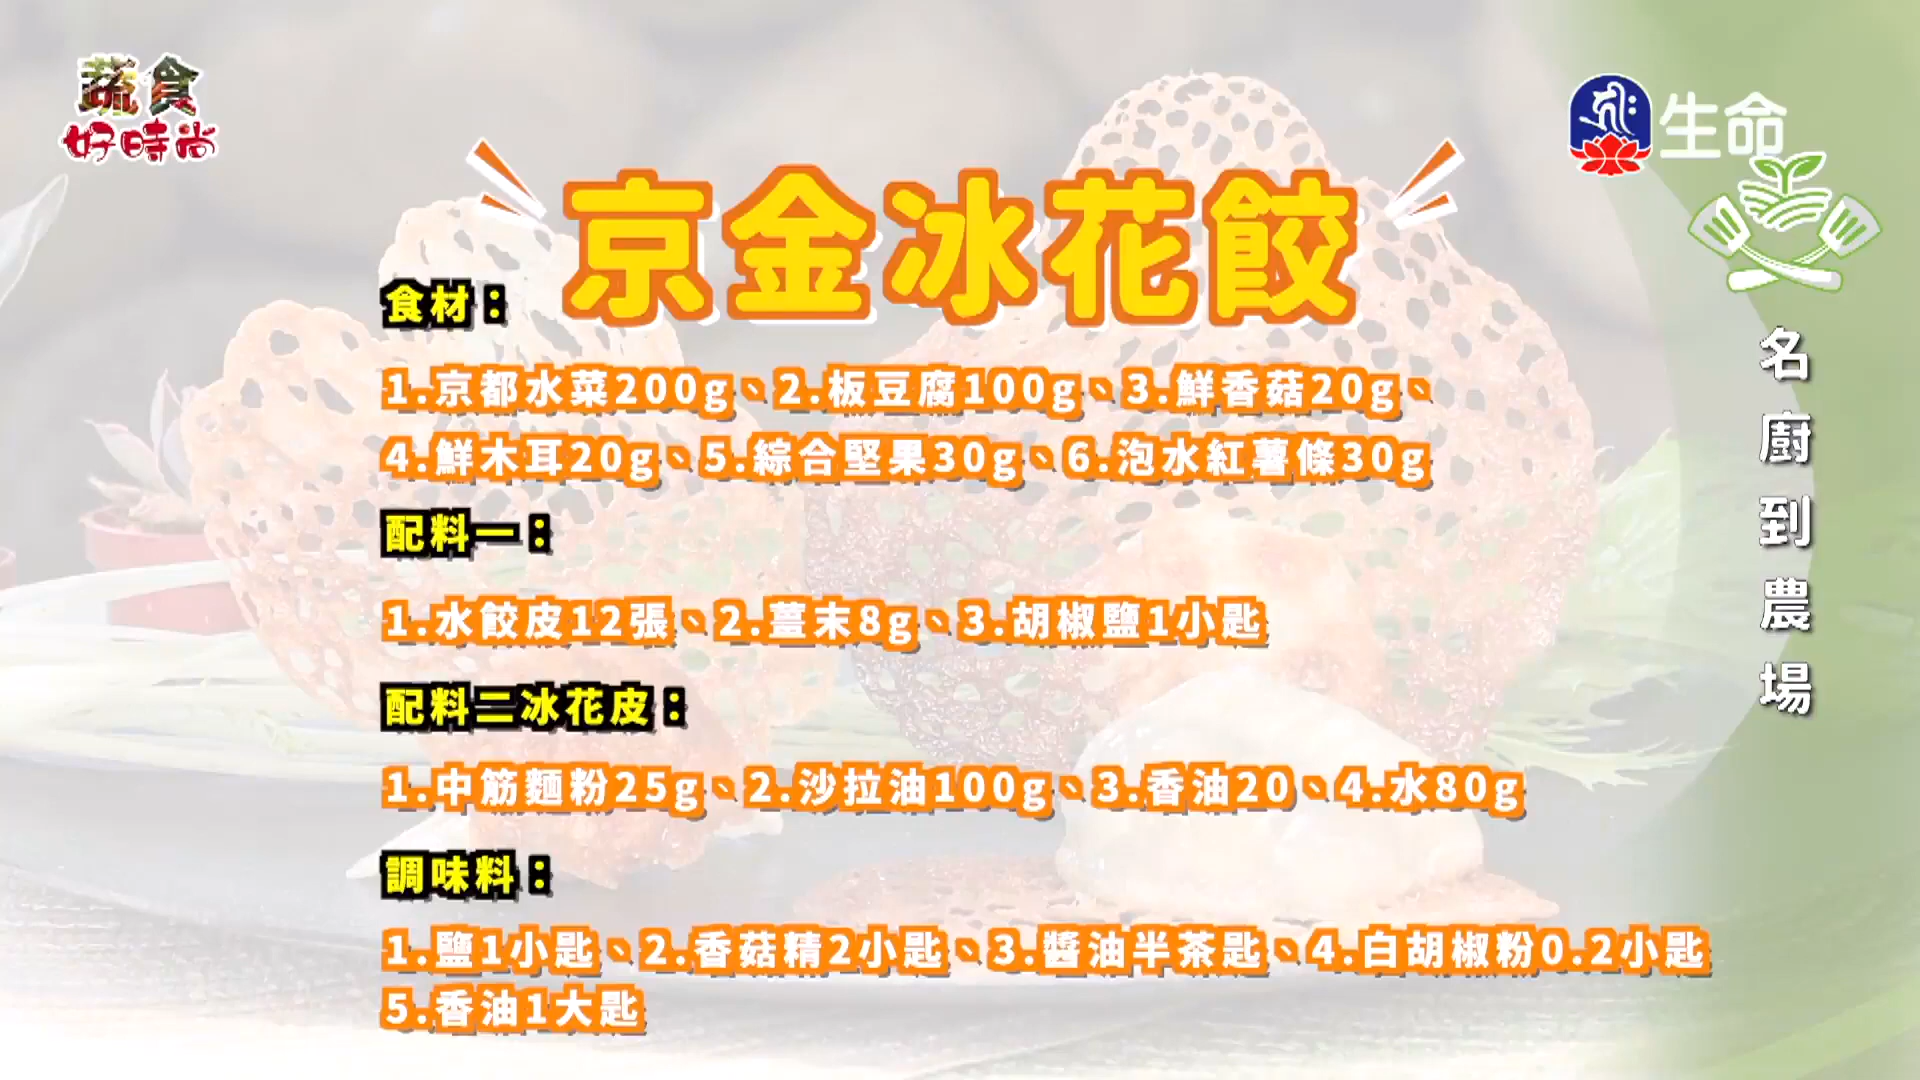 蔬食
好時尚
生命
京金冰花餃
食材：
1.京都水菜200g、2.板豆腐100g、3.鮮香菇20g、
4.鮮木耳20g、5.綜合堅果30g、6.泡水紅薯條30g
配料一：
1.水餃皮12張、2.薑末8g、3.胡椒鹽1小匙
配料二冰花皮：
1.中筋麵粉25g、2.沙拉油100g、3.香油20、4.水80g
調味料：
1.鹽1小匙、2.香菇精2小匙、3.醬油半茶匙、4.白胡椒粉0.2小匙
5.香油1大匙
名廚到農場